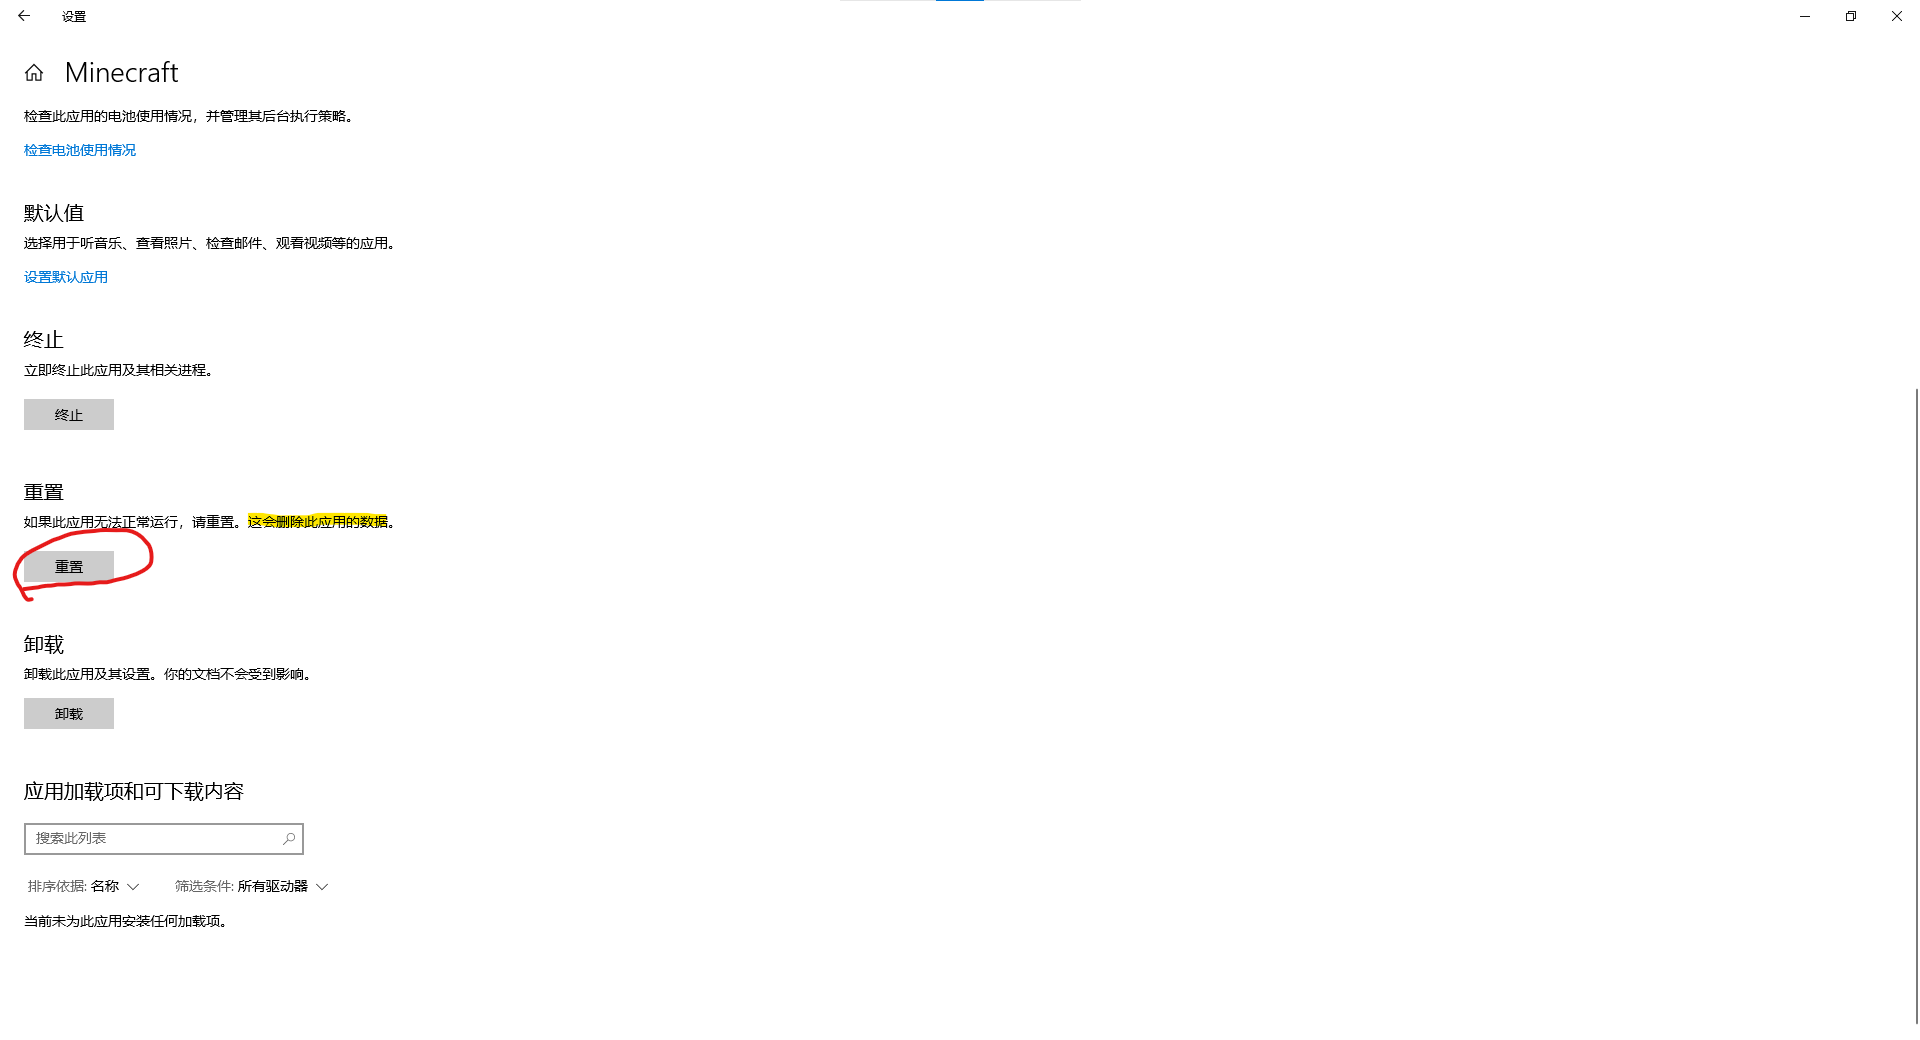 设置
Minecraft
检查此应用的电池使用情况，并管理其后台执行策略。
检查电池使用情况
默认值
选择用于听音乐、查看照片、检查邮件、观看视频等的应用。
设置默认应用
终止
立即终止此应用及其相关进程。
终止
重置
如果此应用无法正常运行，请重置。这会删除此应用的数据。
重置
卸载
卸载此应用及其设置。你的文档不会受到影响。
卸载
应用加载项和可下载内容
搜索此列表
排序依据: 名称 筛选条件: 所有驱动器
当前未为此应用安装任何加载项。